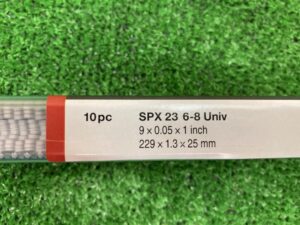 10pc SPX 23 6-8 Univ
9 x 0.05 x 1 inch
229 x 1.3 x 25 mm